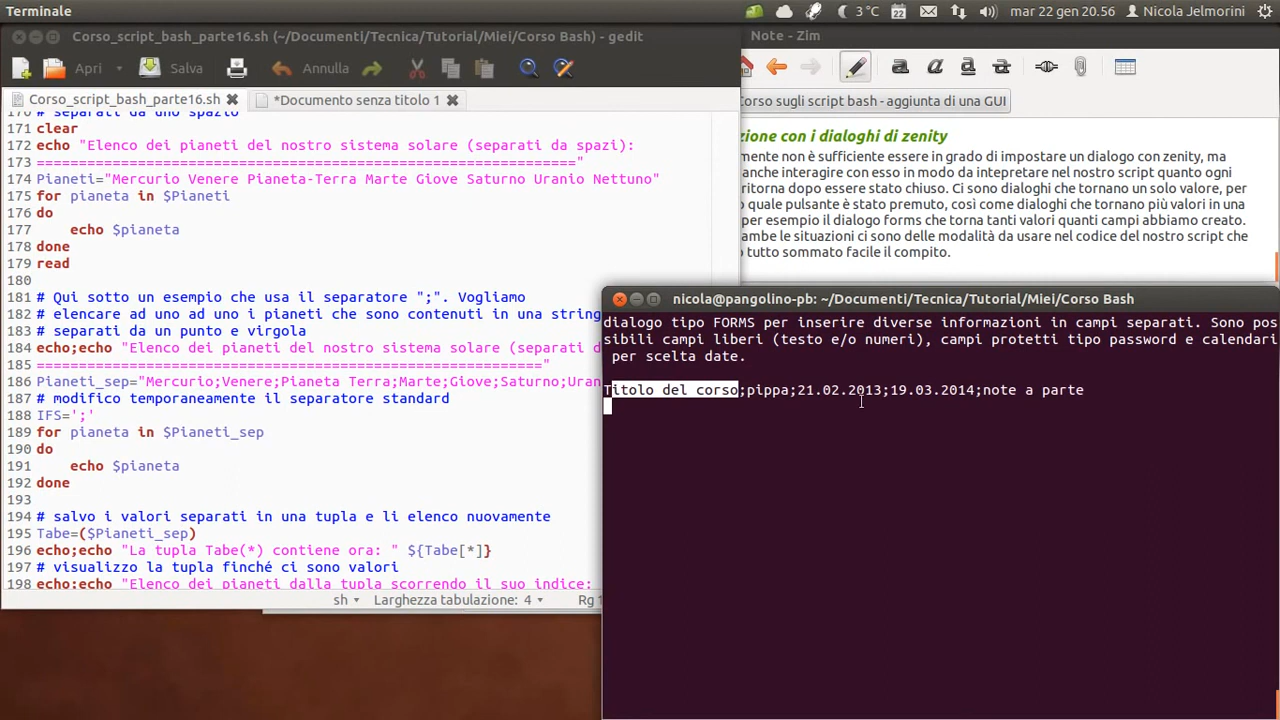 Terminale
3 °C
22
mar 22 gen 20.56
Nicola Jelmorini
Corso_script_bash_parte16.sh (~/Documenti/Tecnica/Tutorial/Miei/Corso Bash) - gedit
Apri
Salva
Annulla
Corso_script_bash_parte16.sh
*Documento senza titolo 1
170 # separati da uno spazio
171 clear
172 echo "Elenco dei pianeti del nostro sistema solare (separati da spazi):
173 ================================================================"
174 Pianeti="Mercurio Venere Pianeta-Terra Marte Giove Saturno Uranio Nettuno"
175 for pianeta in $Pianeti
176 do
177     echo $pianeta
178 done
179 read
180
181 # Qui sotto un esempio che usa il separatore ";". Vogliamo
182 # elencare ad uno ad uno i pianeti che sono contenuti in una string
183 # separati da un punto e virgola
184 echo;echo "Elenco dei pianeti del nostro sistema solare (separati d
185 ================================================================
186 Pianeti_sep="Mercurio;Venere;Pianeta Terra;Marte;Giove;Saturno;Uran
187 # modifico temporaneamente il separatore standard
188 IFS=';'
189 for pianeta in $Pianeti_sep
190 do
191     echo $pianeta
192 done
193
194 # salvo i valori separati in una tupla e li elenco nuovamente
195 Tabe=($Pianeti_sep)
196 echo;echo "La tupla Tabe(*) contiene ora: " ${Tabe[*]}
197 # visualizzo la tupla finché ci sono valori
198 echo;echo "Elenco dei pianeti dalla tupla scorrendo il suo indice:
sh
Larghezza tabulazione: 4
Rg 1
Note - Zim
Corso sugli script bash - aggiunta di una GUI
zione con i dialoghi di zenity
mente non è sufficiente essere in grado di impostare un dialogo con zenity, ma
anche interagire con esso in modo da intepretare nel nostro script quanto ogni
ritorna dopo essere stato chiuso. Ci sono dialoghi che tornano un solo valore, per
quale pulsante è stato premuto, così come dialoghi che tornano più valori in una
per esempio il dialogo forms che torna tanti valori quanti campi abbiamo creato.
ambe le situazioni ci sono delle modalità da usare nel codice del nostro script che
tutto sommato facile il compito.
nicola@pangolino-pb: ~/Documenti/Tecnica/Tutorial/Miei/Corso Bash
dialogo tipo FORMS per inserire diverse informazioni in campi separati. Sono pos
sibili campi liberi (testo e/o numeri), campi protetti tipo password e calendari
per scelta date.
Titolo del corso;pippa;21.02.2013;19.03.2014;note a parte